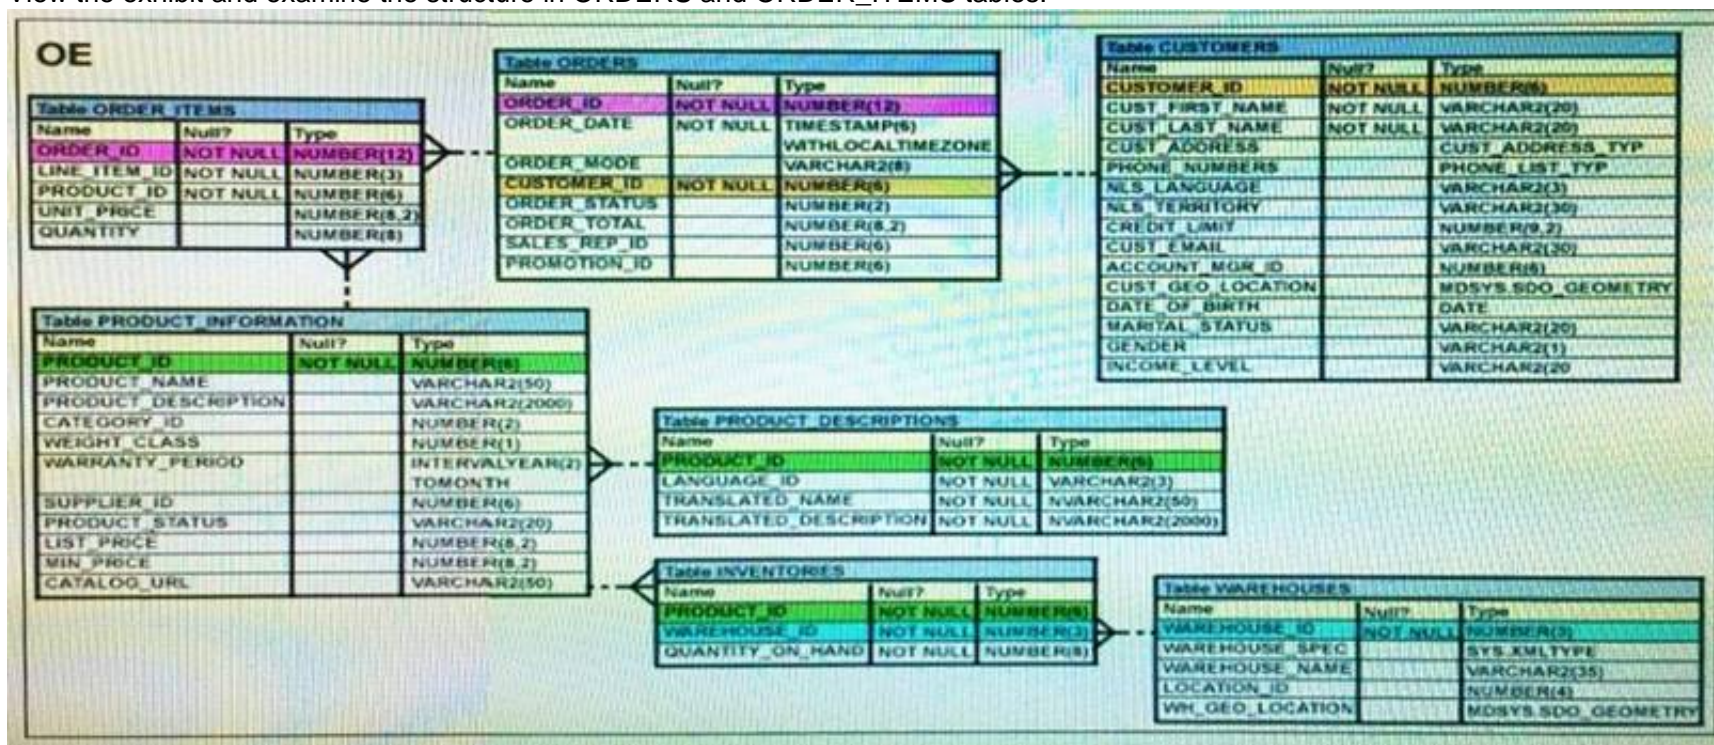 View the exhibit and examine the structure in ORDERS and ORDER_ITEMS tables.
OE
Table ORDER_ITEMS
Name Null? Type
ORDER_ID NOT NULL NUMBER(12)
LINE_ITEM_ID NOT NULL NUMBER(3)
PRODUCT_ID NOT NULL NUMBER(6)
UNIT_PRICE NUMBER(8,2)
QUANTITY NUMBER(8)
Table ORDERS
Name Null? Type
ORDER_ID NOT NULL NUMBER(12)
ORDER_DATE NOT NULL TIMESTAMP(6)
WITHLOCALTIMEZONE
ORDER_MODE VARCHAR2(8)
CUSTOMER_ID NOT NULL NUMBER(6)
ORDER_STATUS NUMBER(2)
ORDER_TOTAL NUMBER(8,2)
SALES_REP_ID NUMBER(6)
PROMOTION_ID NUMBER(6)
Table CUSTOMERS
Name Null? Type
CUSTOMER_ID NOT NULL NUMBER(6)
CUST_FIRST_NAME NOT NULL VARCHAR2(20)
CUST_LAST_NAME NOT NULL VARCHAR2(20)
CUST_ADDRESS CUST_ADDRESS_TYP
PHONE_NUMBERS PHONE_LIST_TYP
NLS_LANGUAGE VARCHAR2(3)
NLS_TERRITORY VARCHAR2(30)
CREDIT_LIMIT NUMBER(9,2)
CUST_EMAIL VARCHAR2(30)
ACCOUNT_MGR_ID NUMBER(6)
CUST_GEO_LOCATION MDSYS.SDO_GEOMETRY
DATE_OF_BIRTH DATE
MARITAL_STATUS VARCHAR2(20)
GENDER VARCHAR2(1)
INCOME_LEVEL VARCHAR2(20
Table PRODUCT_INFORMATION
Name Null? Type
PRODUCT_ID NOT NULL NUMBER(6)
PRODUCT_NAME VARCHAR2(50)
PRODUCT_DESCRIPTION VARCHAR2(2000)
CATEGORY_ID NUMBER(2)
WEIGHT_CLASS NUMBER(1)
WARRANTY_PERIOD INTERVALYEAR(2)
TOMONTH
SUPPLIER_ID NUMBER(6)
PRODUCT_STATUS VARCHAR2(20)
LIST_PRICE NUMBER(8,2)
MIN_PRICE NUMBER(8,2)
CATALOG_URL VARCHAR2(50)
Table PRODUCT_DESCRIPTIONS
Name Null? Type
PRODUCT_ID NOT NULL NUMBER(6)
LANGUAGE_ID NOT NULL VARCHAR2(3)
TRANSLATED_NAME NOT NULL NVARCHAR2(50)
TRANSLATED_DESCRIPTION NOT NULL NVARCHAR2(2000)
Table INVENTORIES
Name Null? Type
PRODUCT_ID NOT NULL NUMBER(6)
WAREHOUSE_ID NOT NULL NUMBER(3)
QUANTITY_ON_HAND NOT NULL NUMBER(8)
Table WAREHOUSES
Name Null? Type
WAREHOUSE_ID NOT NULL NUMBER(3)
WAREHOUSE_SPEC SYS.XMLTYPE
WAREHOUSE_NAME VARCHAR2(35)
LOCATION_ID NUMBER(4)
WH_GEO_LOCATION MDSYS.SDO_GEOMETRY